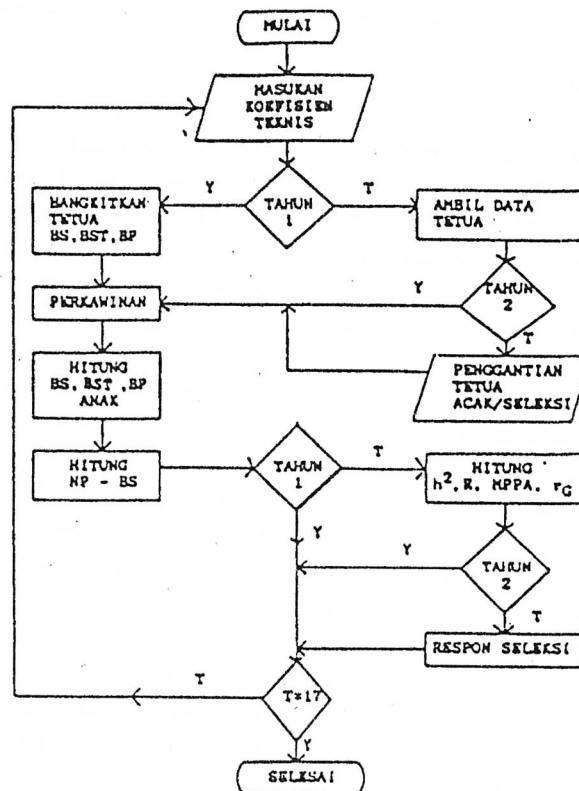 MULAI
MASUKAN
KOEFISIEN
TEKNIS
TAHUN
1
Y
T
BANGKITKAN
TETUA
BS, BST, BP
AMBIL DATA
TETUA
TAHUN
2
Y
T
PERKAWINAN
PENGGANTIAN
TETUA
ACAK/SELEKSI
HITUNG
BS, BST, BP
ANAK
HITUNG
NP - BS
TAHUN
1
T
Y
HITUNG
h², R, MPPA, rG
TAHUN
2
Y
T
RESPON SELEKSI
T=17
T
Y
SELESAI